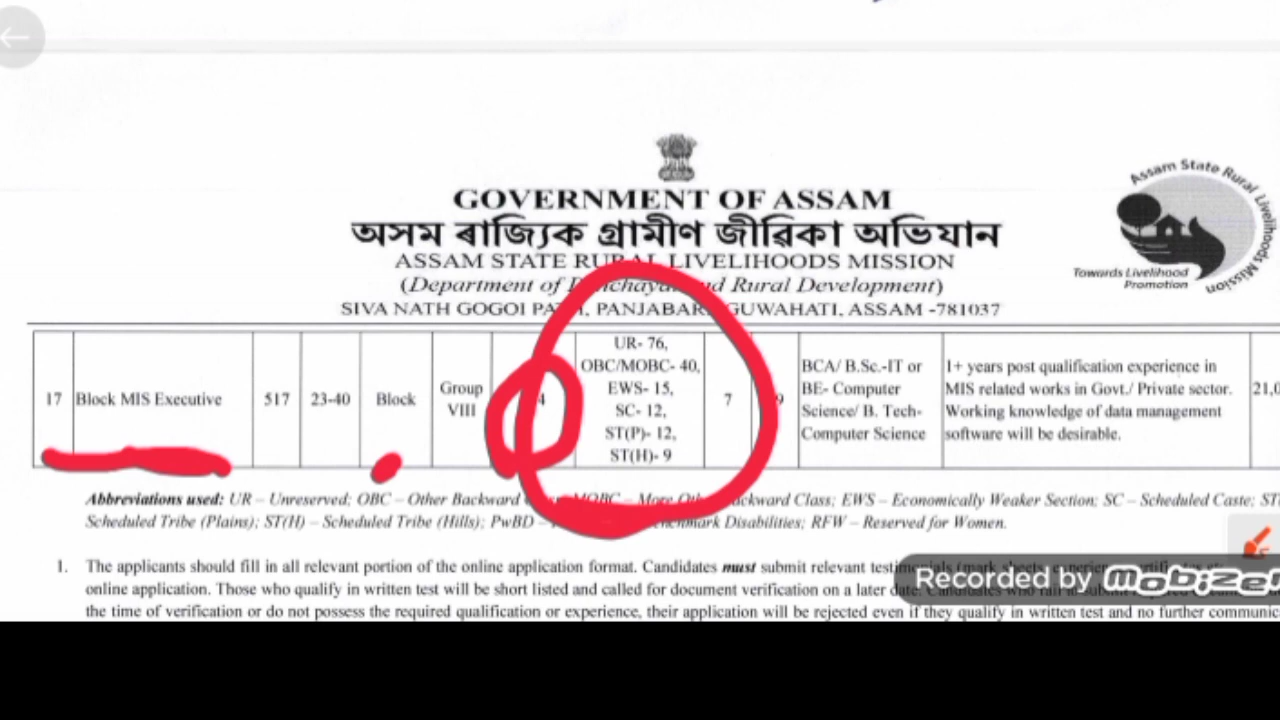 GOVERNMENT OF ASSAM
অসম ৰাজ্যিক গ্ৰামীণ জীৱিকা অভিযান
ASSAM STATE RURAL LIVELIHOODS MISSION
(Department of Rural Development)
SIVA NATH GOGOI PANJABARI GUWAHATI, ASSAM -781037
Assam State Rural Livelihoods Mission
Towards Livelihood
Promotion
17 Block MIS Executive 517 23-40 Block
Group
VIII
4
UR- 76,
OBC/MOBC- 40,
EWS- 15,
SC- 12,
ST(P)- 12,
ST(H)- 9
7
9
BCA/ B.Sc.-IT or
BE- Computer
Science/ B. Tech-
Computer Science
1+ years post qualification experience in
MIS related works in Govt./ Private sector.
Working knowledge of data management
software will be desirable.
21,0
Abbreviations used: UR – Unreserved; OBC – Other Backward MOBC – More Class; EWS – Economically Weaker Section; SC – Scheduled Caste; ST
Scheduled Tribe (Plains); ST(H) – Scheduled Tribe (Hills); PwBD – Disabilities; RFW – Reserved for Women.
1. The applicants should fill in all relevant portion of the online application format. Candidates must submit relevant
online application. Those who qualify in written test will be short listed and called for document verification on a later
the time of verification or do not possess the required qualification or experience, their application will be rejected even if they qualify in written test and no further communic
Recorded by mobizen